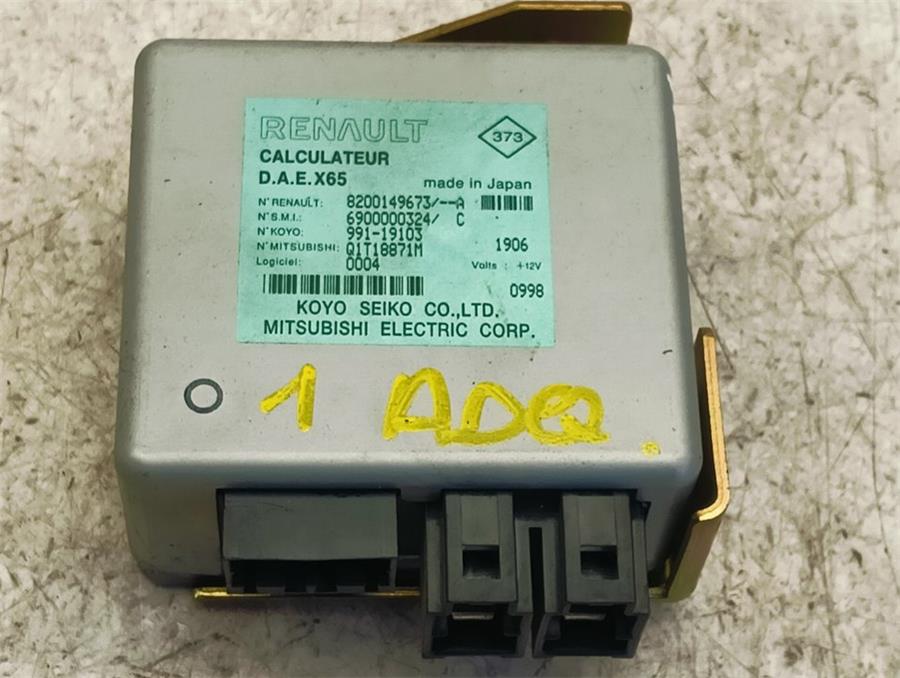 RENAULT
373
CALCULATEUR
D.A.E.X65
made in Japan
N° RENAULT: 8200149673/--A
N° S.M.I.: 6900000324/ C
N° KOYO: 991-19103
1906
N° MITSUBISHI: Q1T18871M
Logiciel: 0004
Volts : +12V
0998
KOYO SEIKO CO.,LTD.
MITSUBISHI ELECTRIC CORP.
1 ADQ